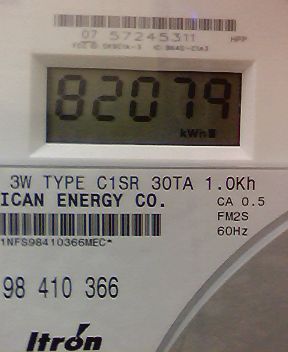 07 57245311
HPP
82079
kWh
3W TYPE C1SR 30TA 1.0Kh
ICAN ENERGY CO.
CA 0.5
FM2S
60Hz
1NFS98410366MEC*
98 410 366
Itron